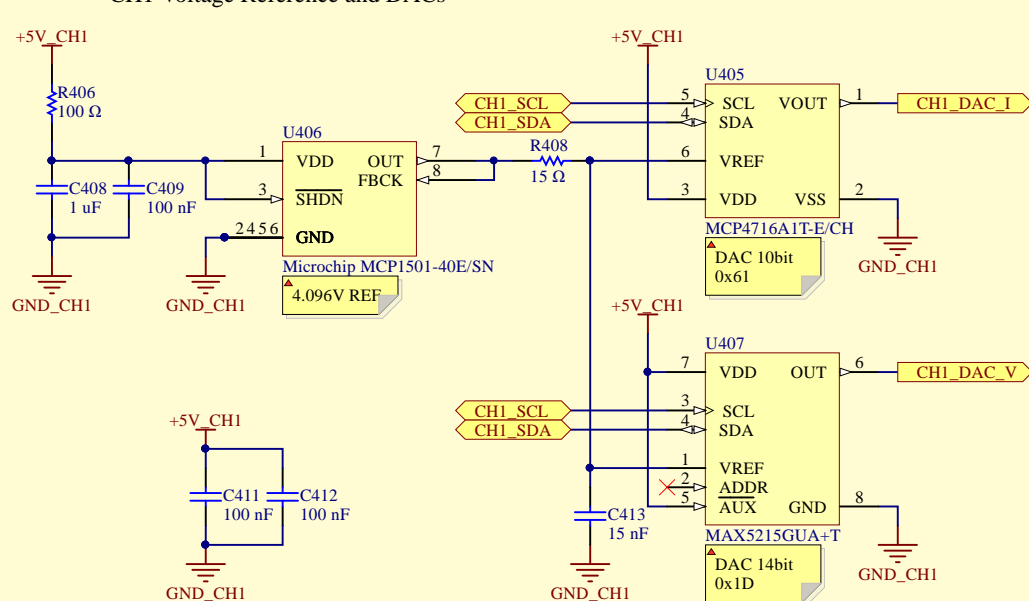 CH1 Voltage Reference and DACs
+5V_CH1
R406
100 Ω
C408
1 uF
C409
100 nF
GND_CH1
U406
1
VDD
OUT
7
FBCK
8
3
SHDN
2 4 5 6
GND
Microchip MCP1501-40E/SN
4.096V REF
GND_CH1
R408
15 Ω
+5V_CH1
U405
CH1_SCL
5
SCL
VOUT
1
CH1_DAC_I
CH1_SDA
4
SDA
6
VREF
3
VDD
VSS
2
MCP4716A1T-E/CH
DAC 10bit
0x61
GND_CH1
+5V_CH1
U407
7
VDD
OUT
6
CH1_DAC_V
CH1_SCL
3
SCL
CH1_SDA
4
SDA
1
VREF
2
ADDR
5
AUX
GND
8
MAX5215GUA+T
DAC 14bit
0x1D
GND_CH1
C413
15 nF
GND_CH1
+5V_CH1
C411
100 nF
C412
100 nF
GND_CH1